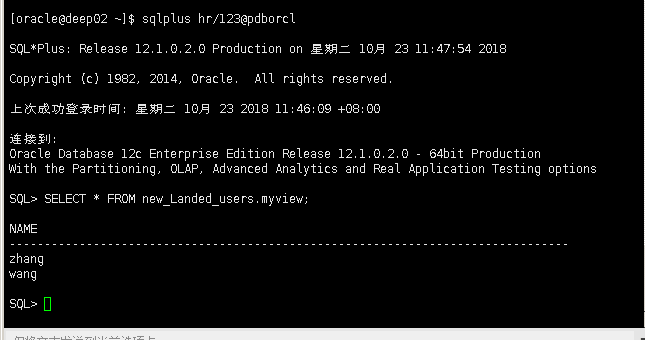 [oracle@deep02 ~]$ sqlplus hr/123@pdborcl
SQL*Plus: Release 12.1.0.2.0 Production on 星期二 10月 23 11:47:54 2018
Copyright (c) 1982, 2014, Oracle.  All rights reserved.
上次成功登录时间: 星期二 10月 23 2018 11:46:09 +08:00
连接到:
Oracle Database 12c Enterprise Edition Release 12.1.0.2.0 - 64bit Production
With the Partitioning, OLAP, Advanced Analytics and Real Application Testing options
SQL> SELECT * FROM new_Landed_users.myview;
NAME
--------------------------------------------------------------------------------
zhang
wang
SQL>